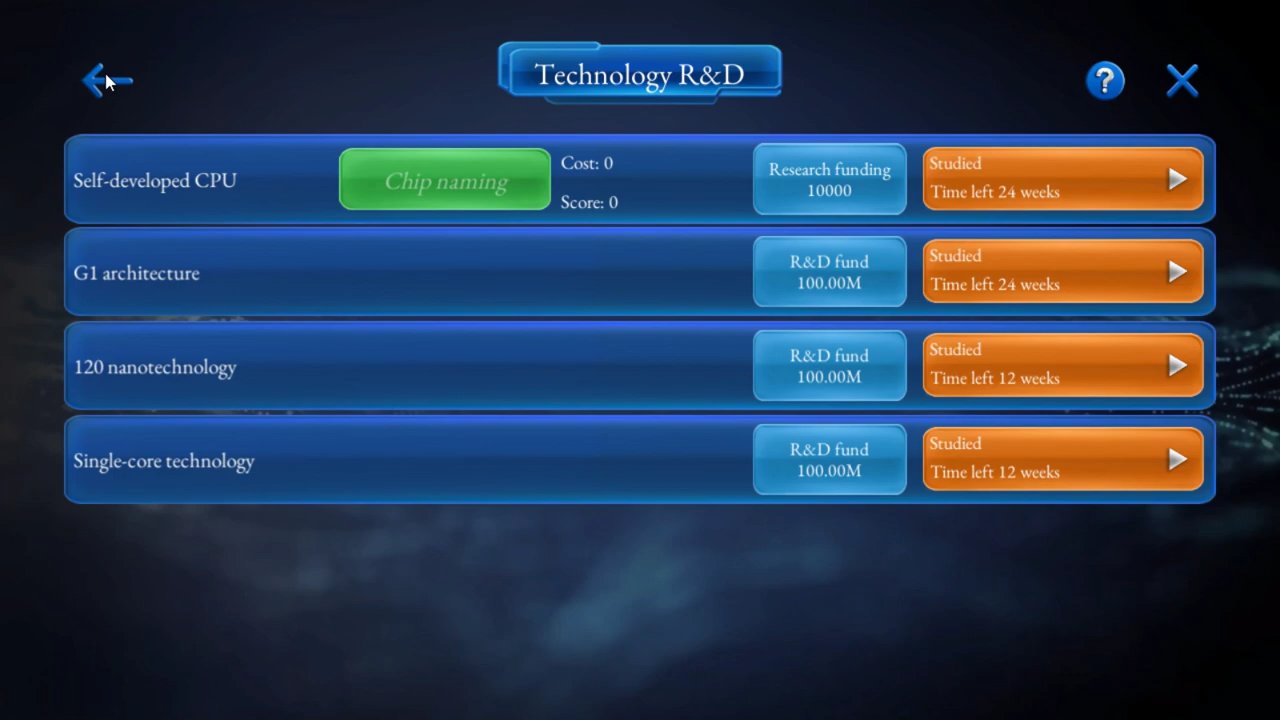 Technology R&D
?
Self-developed CPU
Chip naming
Cost: 0
Score: 0
Research funding
10000
Studied
Time left 24 weeks
G1 architecture
R&D fund
100.00M
Studied
Time left 24 weeks
120 nanotechnology
R&D fund
100.00M
Studied
Time left 12 weeks
Single-core technology
R&D fund
100.00M
Studied
Time left 12 weeks